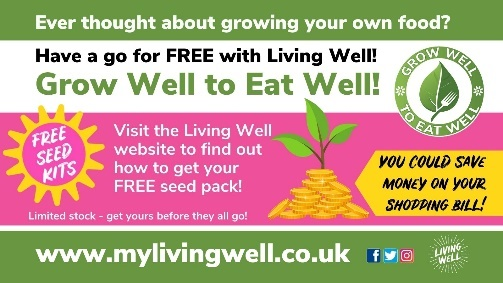 Ever thought about growing your own food?
Have a go for FREE with Living Well!
Grow Well to Eat Well!
GROW WELL
TO EAT WELL
FREE
SEED
KITS
Visit the Living Well
website to find out
how to get your
FREE seed pack!
YOU COULD SAVE
MONEY ON YOUR
SHOPPING BILL!
Limited stock - get yours before they all go!
www.mylivingwell.co.uk
LIVING
WELL